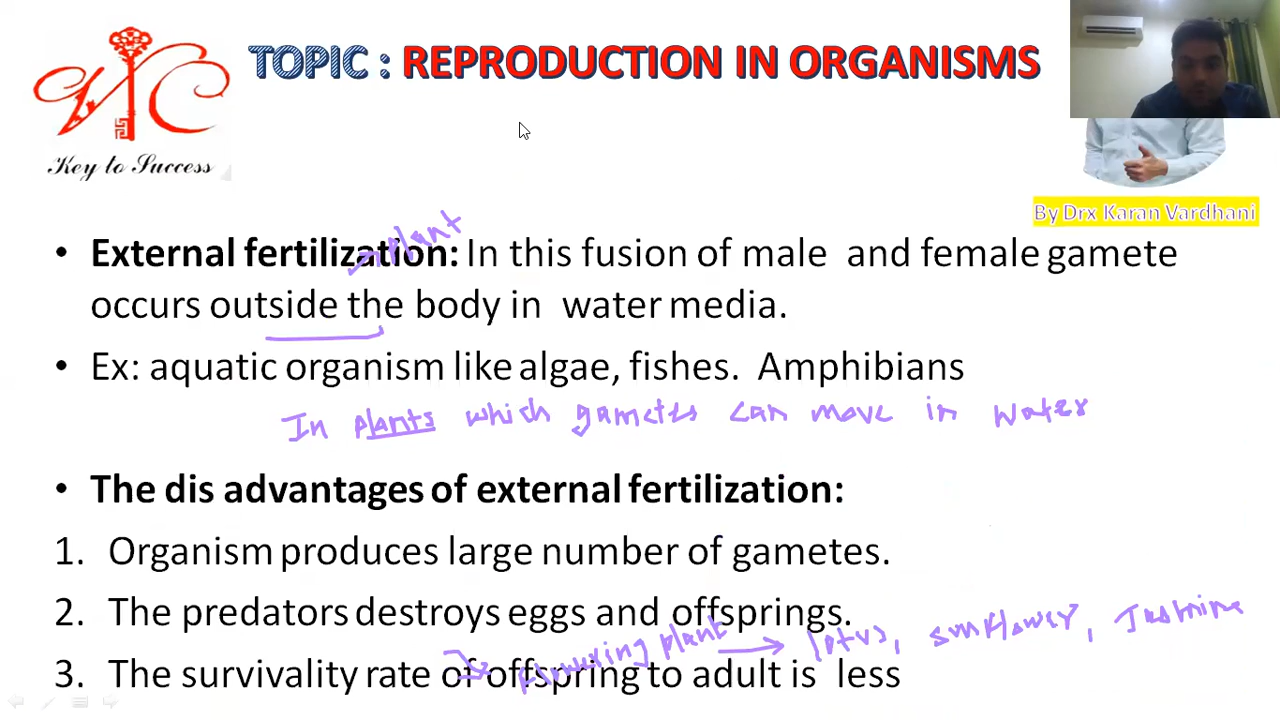 VC
Key to Success
TOPIC : REPRODUCTION IN ORGANISMS
By Drx Karan Vardhani
→ plant
• External fertilization: In this fusion of male and female gamete
occurs outside the body in water media.
• Ex: aquatic organism like algae, fishes. Amphibians
In plants which gametes can move in water
• The dis advantages of external fertilization:
1. Organism produces large number of gametes.
2. The predators destroys eggs and offsprings.
flowering plant → lotus, sunflower, Jasmine
3. The survivality rate of offspring to adult is less